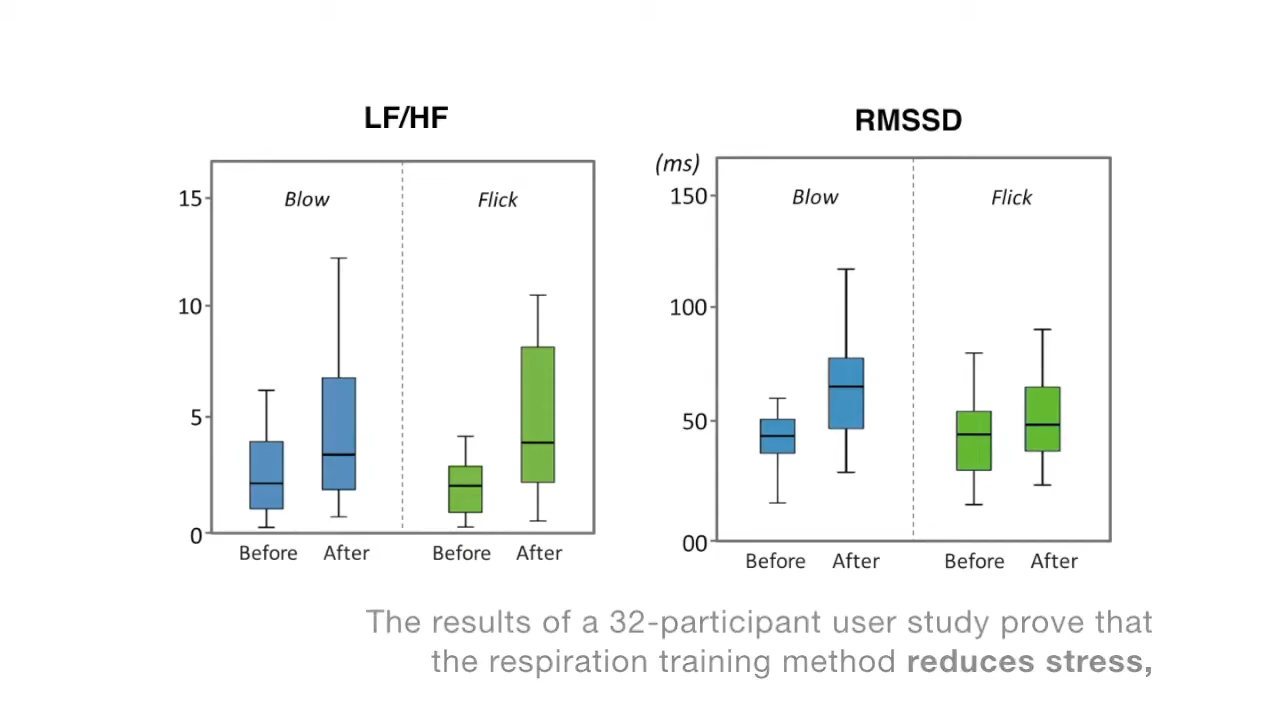 LF/HF
RMSSD
(ms)
15
10
5
0
Blow
Flick
Before
After
Before
After
150
100
50
00
Blow
Flick
Before
After
Before
After
The results of a 32-participant user study prove that
the respiration training method reduces stress,